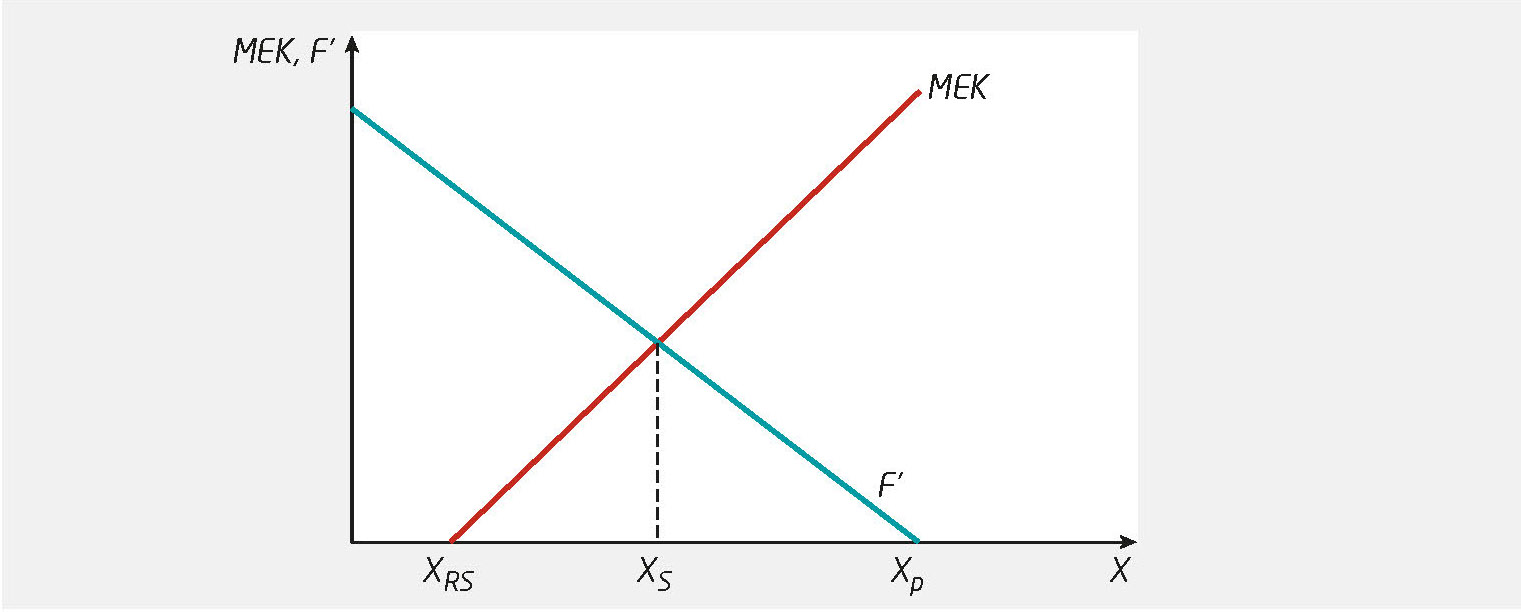 MEK, F′
MEK
F′
X_RS
X_S
X_p
X